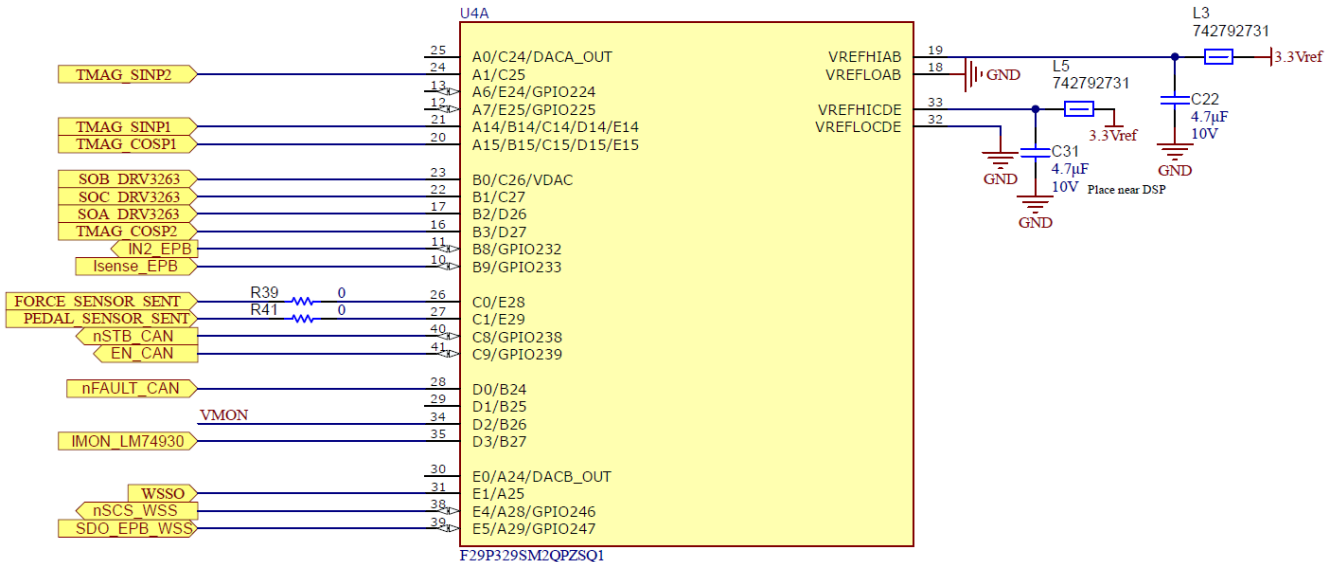 U4A
25 A0/C24/DACA_OUT
TMAG_SINP2 24 A1/C25
13 A6/E24/GPIO224
12 A7/E25/GPIO225
TMAG_SINP1 21 A14/B14/C14/D14/E14
TMAG_COSP1 20 A15/B15/C15/D15/E15
SOB_DRV3263 23 B0/C26/VDAC
SOC_DRV3263 22 B1/C27
SOA_DRV3263 17 B2/D26
TMAG_COSP2 16 B3/D27
IN2_EPB 11 B8/GPIO232
Isense_EPB 10 B9/GPIO233
FORCE_SENSOR_SENT R39 0 26 C0/E28
PEDAL_SENSOR_SENT R41 0 27 C1/E29
nSTB_CAN 40 C8/GPIO238
EN_CAN 41 C9/GPIO239
nFAULT_CAN 28 D0/B24
29 D1/B25
VMON 34 D2/B26
IMON_LM74930 35 D3/B27
30 E0/A24/DACB_OUT
WSSO 31 E1/A25
nSCS_WSS 38 E4/A28/GPIO246
SDO_EPB_WSS 39 E5/A29/GPIO247
F29P329SM2QPZSQ1
VREFHIAB 19
VREFLOAB 18 GND
VREFHICDE 33
VREFLOCDE 32
GND
L5
742792731
3.3Vref
C31
4.7µF
10V
Place near DSP
GND
L3
742792731
3.3Vref
C22
4.7µF
10V
GND